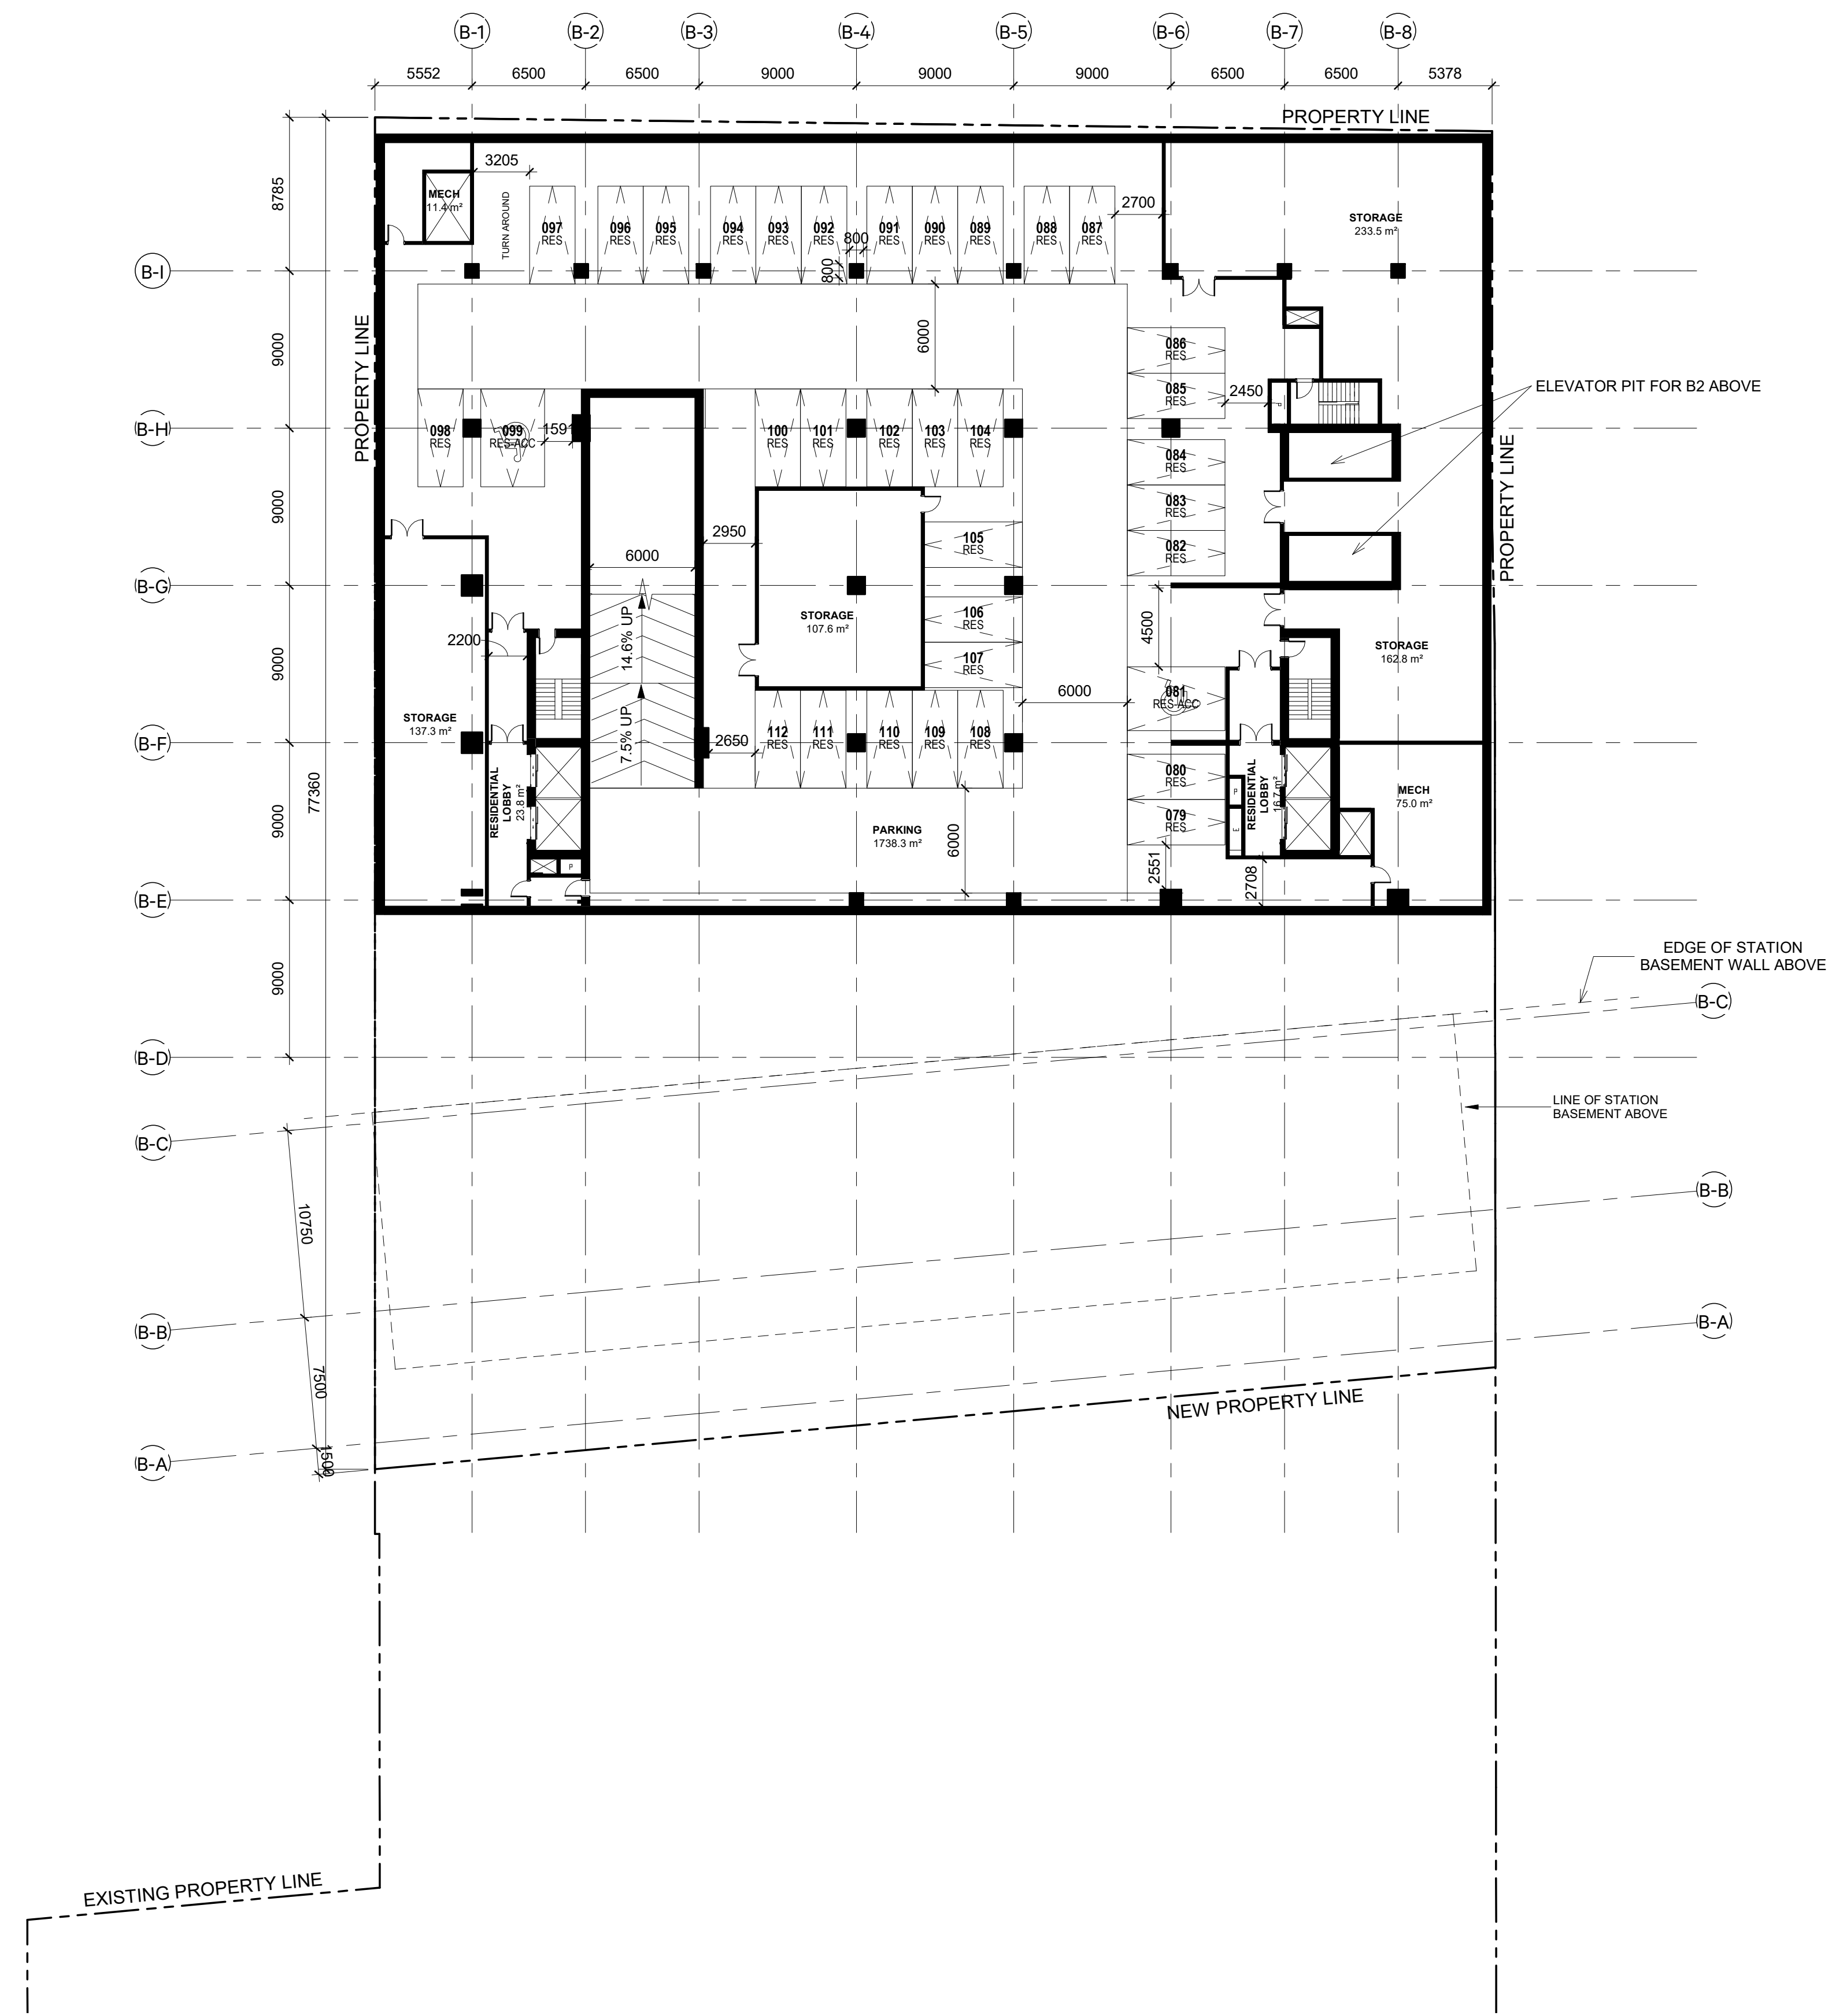 B-1
B-2
B-3
B-4
B-5
B-6
B-7
B-8
5552
6500
6500
9000
9000
9000
6500
6500
5378
PROPERTY LINE
8785
3205
MECH
11.4 m²
TURN AROUND
097
RES
096
RES
095
RES
094
RES
093
RES
092
RES
800
800
091
RES
090
RES
089
RES
088
RES
087
RES
2700
STORAGE
233.5 m²
B-I
PROPERTY LINE
9000
6000
086
RES
085
RES
2450
P
ELEVATOR PIT FOR B2 ABOVE
B-H
098
RES
099
RES-ACC
1591
100
RES
101
RES
102
RES
103
RES
104
RES
084
RES
083
RES
082
RES
PROPERTY LINE
9000
2950
6000
105
RES
B-G
14.6% UP
STORAGE
107.6 m²
106
RES
107
RES
4500
9000
2200
STORAGE
162.8 m²
STORAGE
137.3 m²
7.5% UP
6000
081
RES-ACC
B-F
2650
112
RES
111
RES
110
RES
109
RES
108
RES
77360
9000
RESIDENTIAL
LOBBY
23.8 m²
P
PARKING
1738.3 m²
6000
080
RES
079
RES
2551
P
E
RESIDENTIAL
LOBBY
16.7 m²
2708
MECH
75.0 m²
B-E
9000
EDGE OF STATION
BASEMENT WALL ABOVE
B-C
B-D
LINE OF STATION
BASEMENT ABOVE
B-C
10750
B-B
B-B
B-A
7500
NEW PROPERTY LINE
B-A
1500
EXISTING PROPERTY LINE